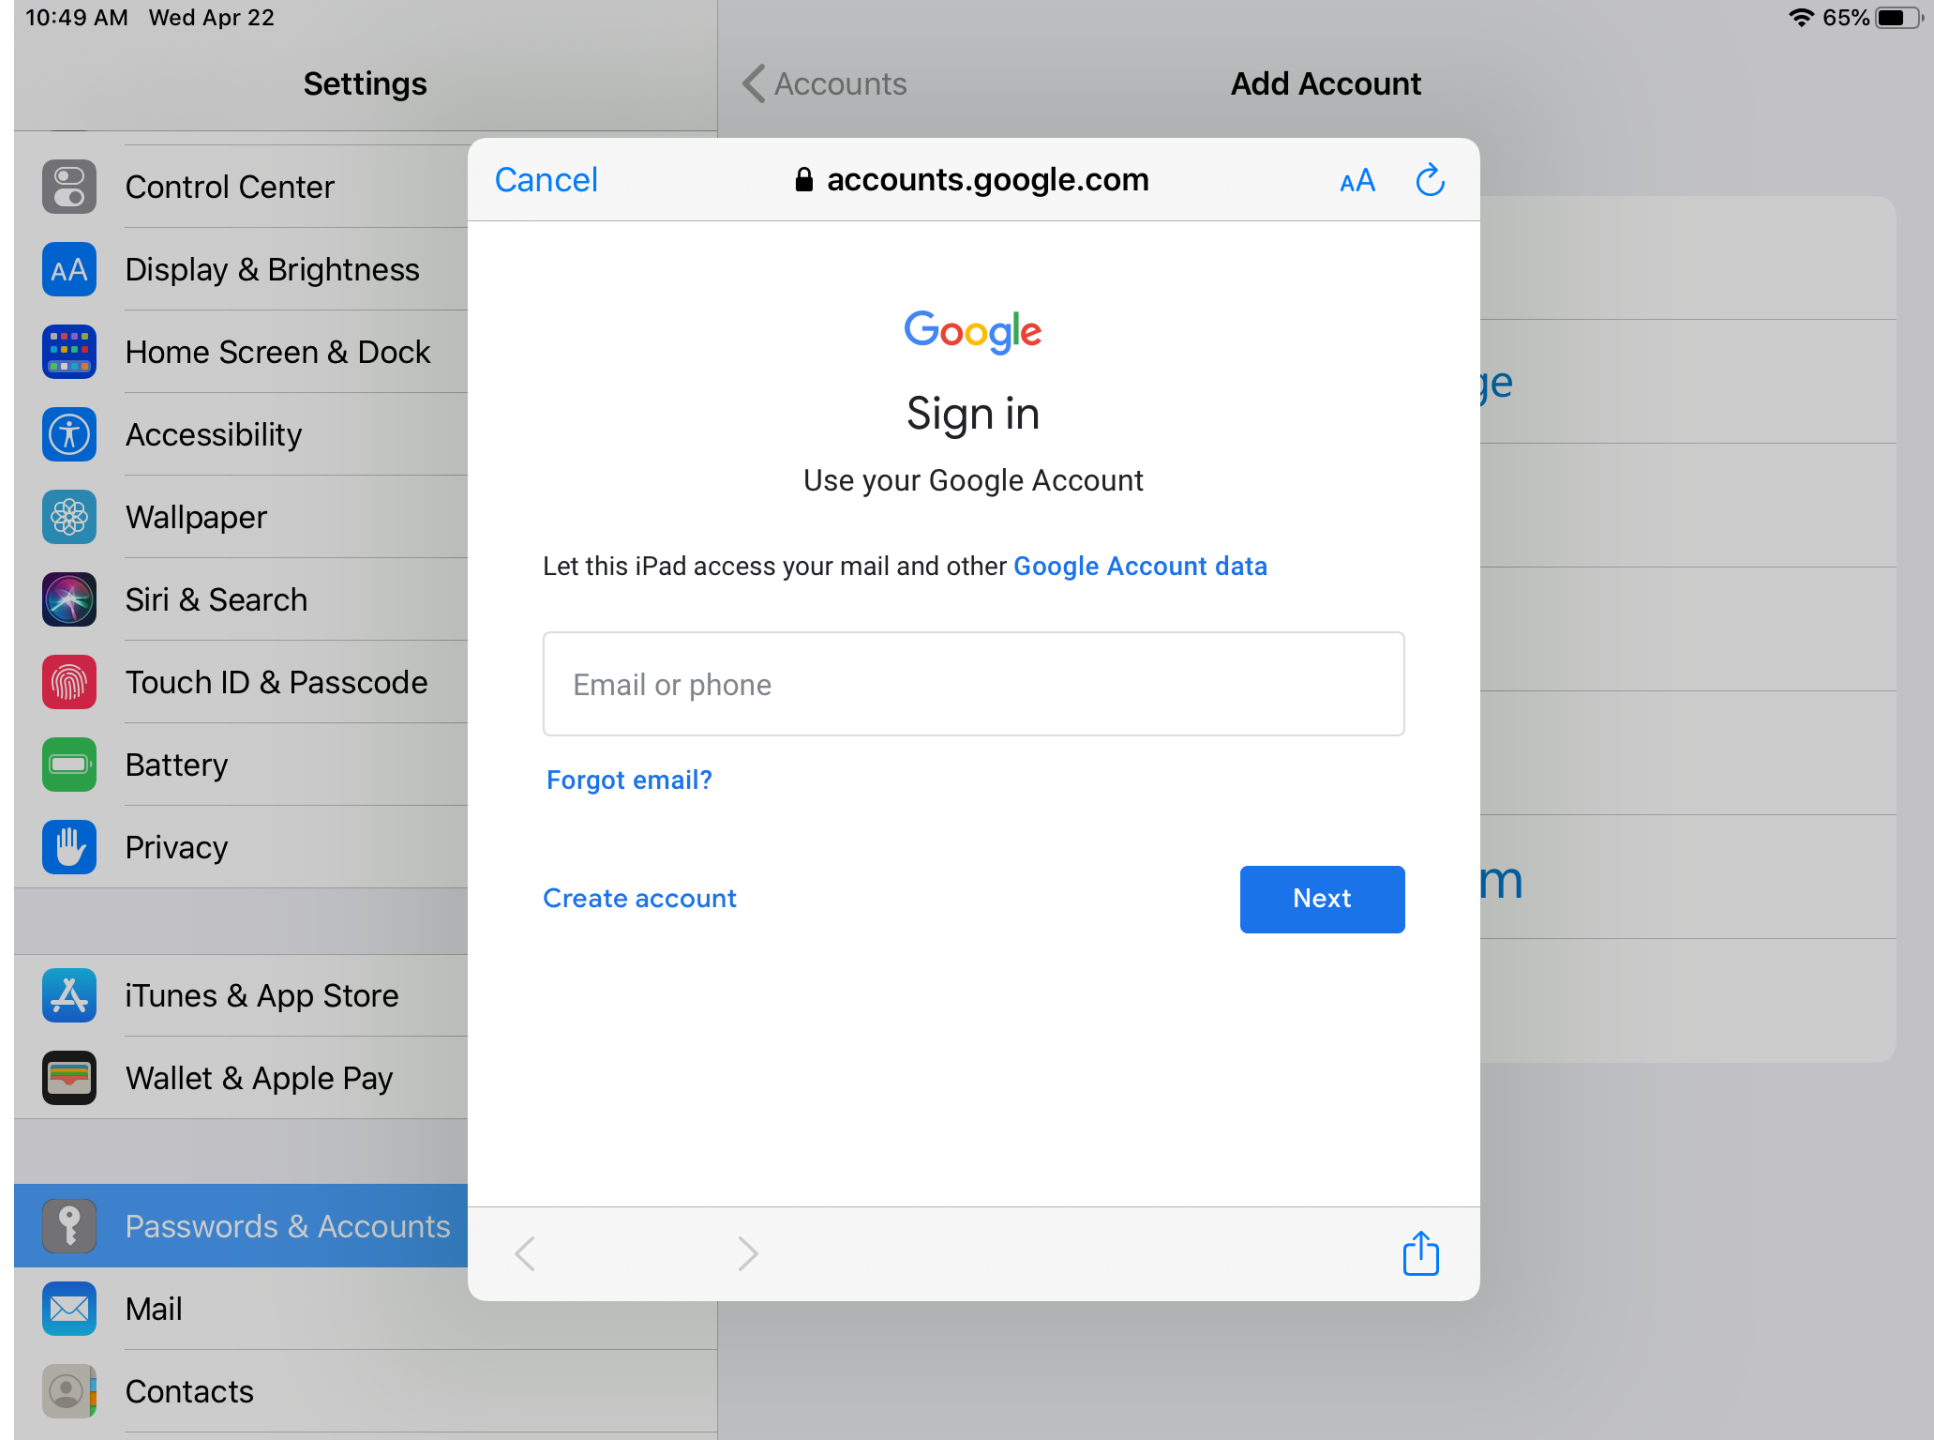 10:49 AM Wed Apr 22
65%
Settings
Accounts
Add Account
Control Center
Display & Brightness
Home Screen & Dock
Accessibility
Wallpaper
Siri & Search
Touch ID & Passcode
Battery
Privacy
iTunes & App Store
Wallet & Apple Pay
Passwords & Accounts
Mail
Contacts
Cancel
accounts.google.com
AA
Google
Sign in
Use your Google Account
Let this iPad access your mail and other Google Account data
Email or phone
Forgot email?
Create account
Next